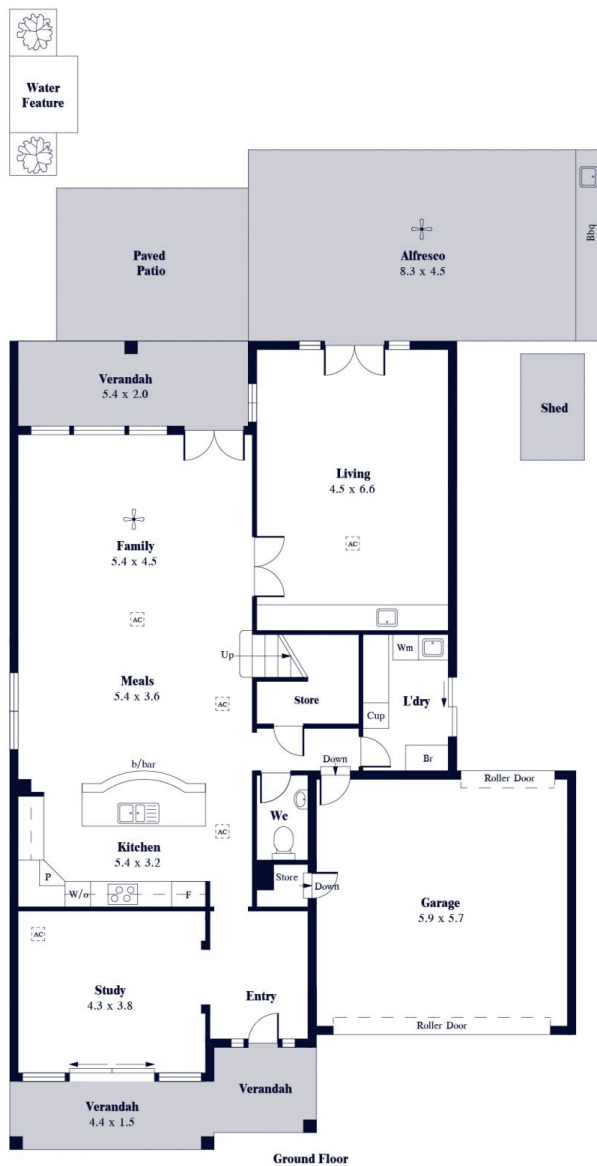 Water
Feature
Paved
Patio
Alfresco
8.3 x 4.5
Bbq
Verandah
5.4 x 2.0
Shed
Living
4.5 x 6.6
AC
Family
5.4 x 4.5
AC
Up
Wm
Meals
5.4 x 3.6
AC
Store
L'dry
Cup
Down
Br
b/bar
Roller Door
Wc
Kitchen
5.4 x 3.2
AC
P
W/o
F
Store
Down
Garage
5.9 x 5.7
AC
Study
4.3 x 3.8
Entry
Roller Door
Verandah
Verandah
4.4 x 1.5
Ground Floor